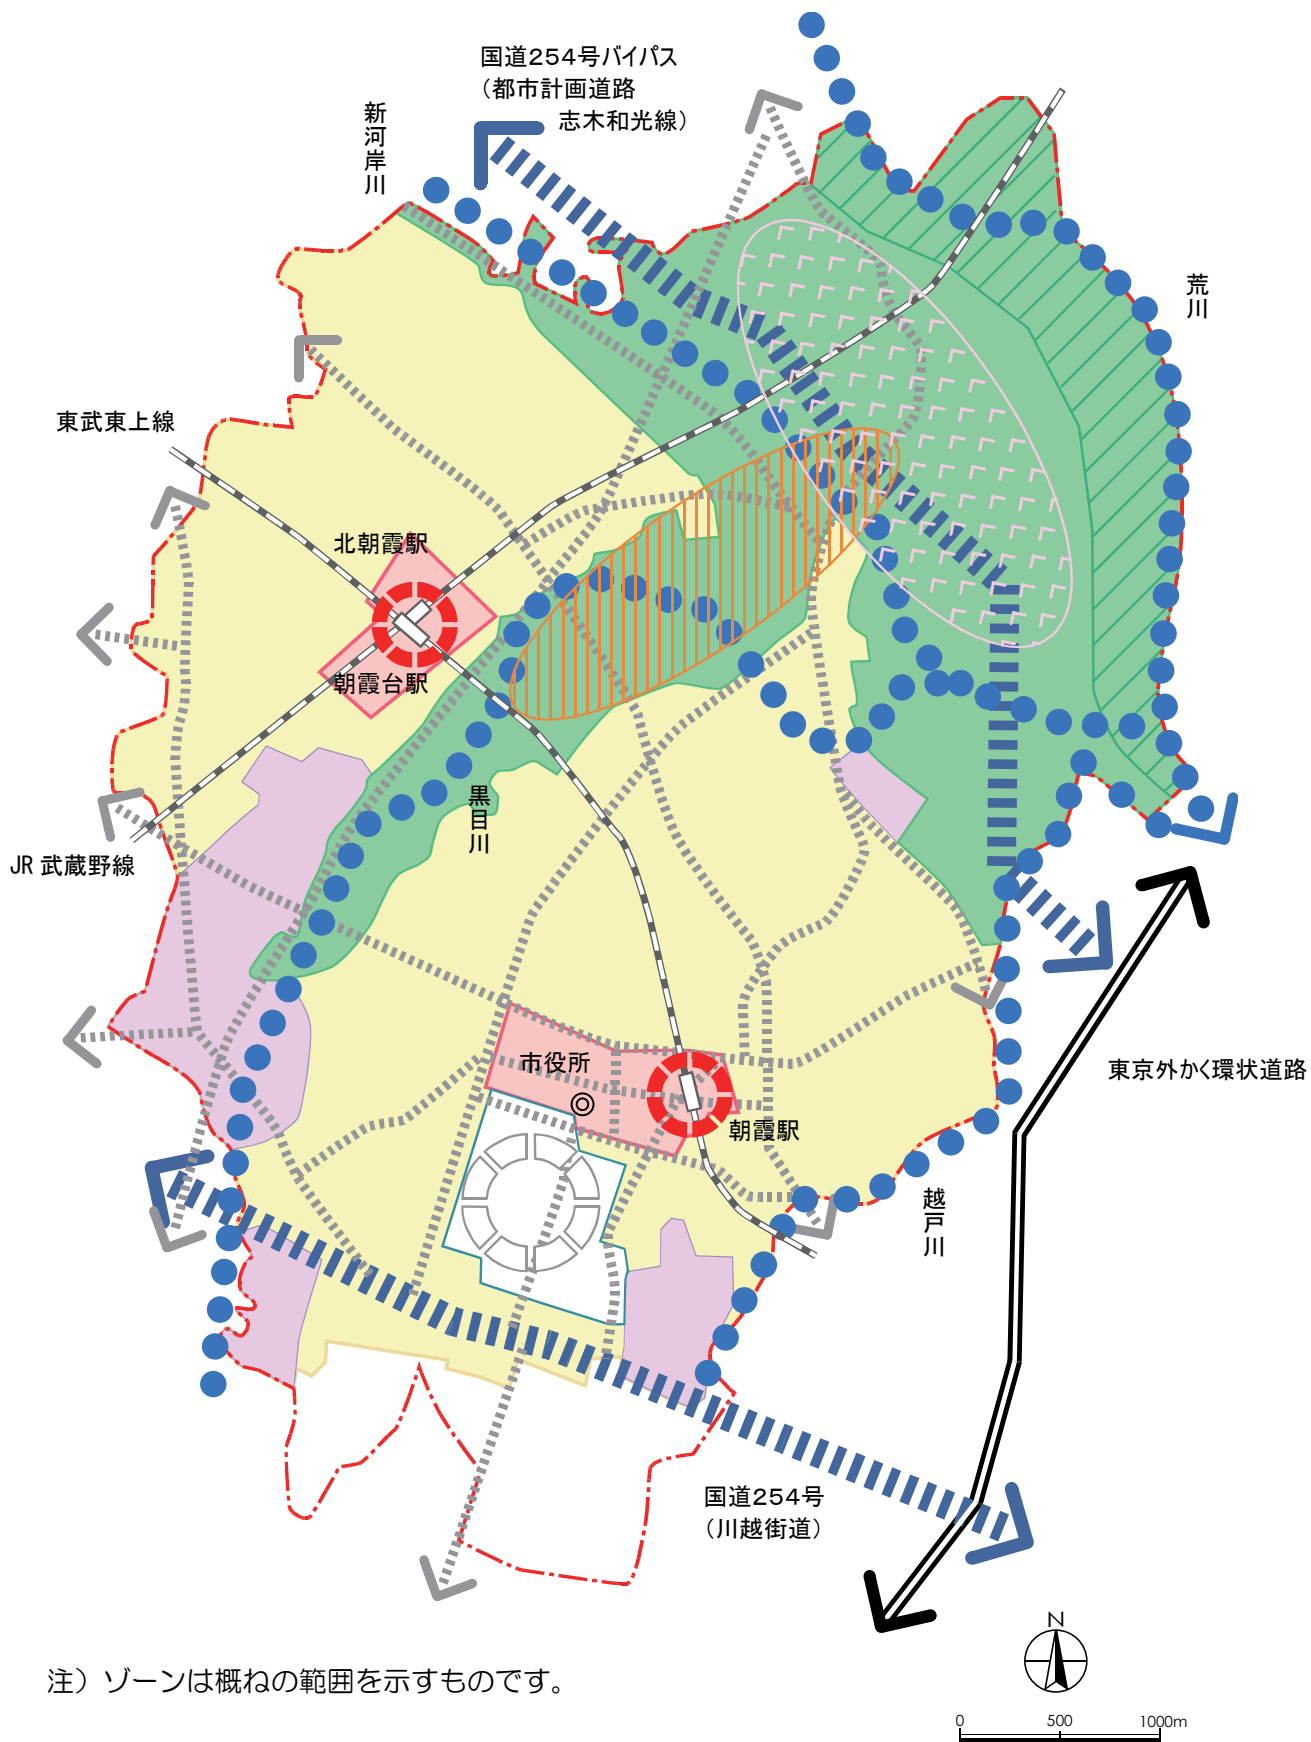 国道254号バイパス
（都市計画道路
志木和光線）
新河岸川
荒川
東武東上線
北朝霞駅
朝霞台駅
黒目川
JR 武蔵野線
市役所
朝霞駅
東京外かく環状道路
越戸川
国道254号
（川越街道）
N
注）ゾーンは概ねの範囲を示すものです。
0 500 1000m